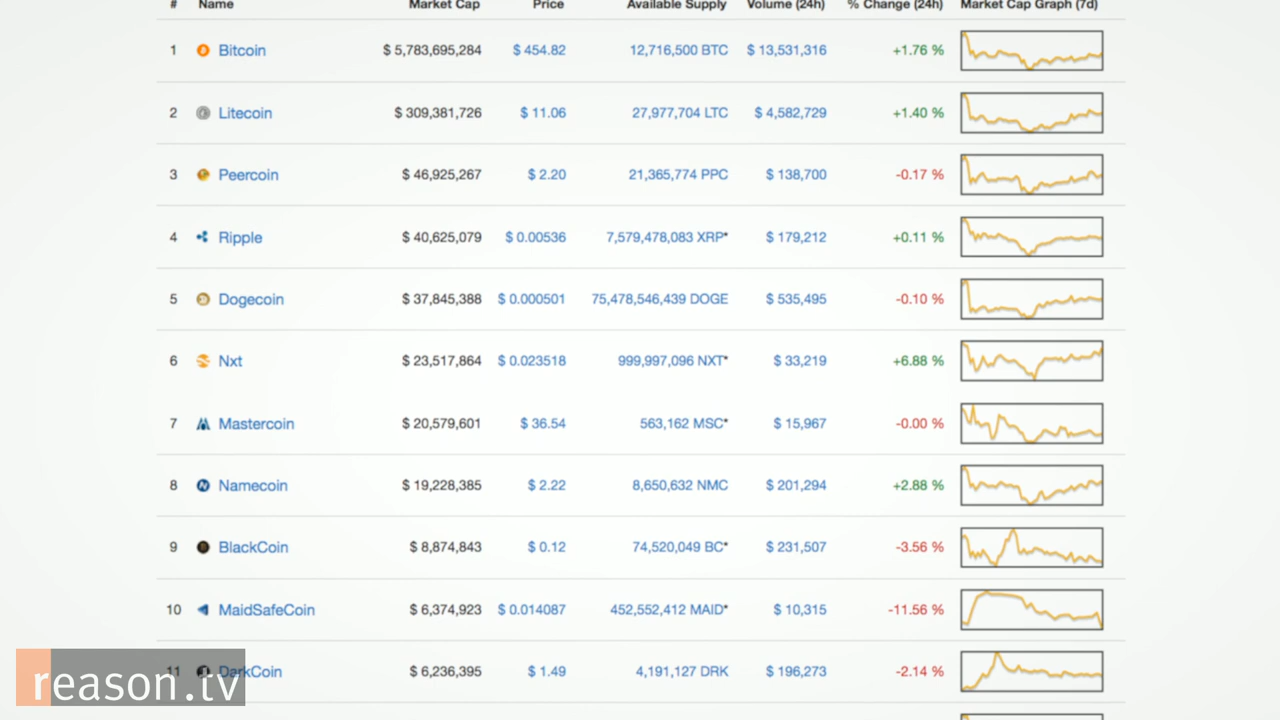 # Name Market Cap Price Available Supply Volume (24h) % Change (24h) Market Cap Graph (7d)
1 Bitcoin $ 5,783,695,284 $ 454.82 12,716,500 BTC $ 13,531,316 +1.76 %
2 Litecoin $ 309,381,726 $ 11.06 27,977,704 LTC $ 4,582,729 +1.40 %
3 Peercoin $ 46,925,267 $ 2.20 21,365,774 PPC $ 138,700 -0.17 %
4 Ripple $ 40,625,079 $ 0.00536 7,579,478,083 XRP* $ 179,212 +0.11 %
5 Dogecoin $ 37,845,388 $ 0.000501 75,478,546,439 DOGE $ 535,495 -0.10 %
6 Nxt $ 23,517,864 $ 0.023518 999,997,096 NXT* $ 33,219 +6.88 %
7 Mastercoin $ 20,579,601 $ 36.54 563,162 MSC* $ 15,967 -0.00 %
8 Namecoin $ 19,228,385 $ 2.22 8,650,632 NMC $ 201,294 +2.88 %
9 BlackCoin $ 8,874,843 $ 0.12 74,520,049 BC* $ 231,507 -3.56 %
10 MaidSafeCoin $ 6,374,923 $ 0.014087 452,552,412 MAID* $ 10,315 -11.56 %
11 DarkCoin $ 6,236,395 $ 1.49 4,191,127 DRK $ 196,273 -2.14 %
reason.tv